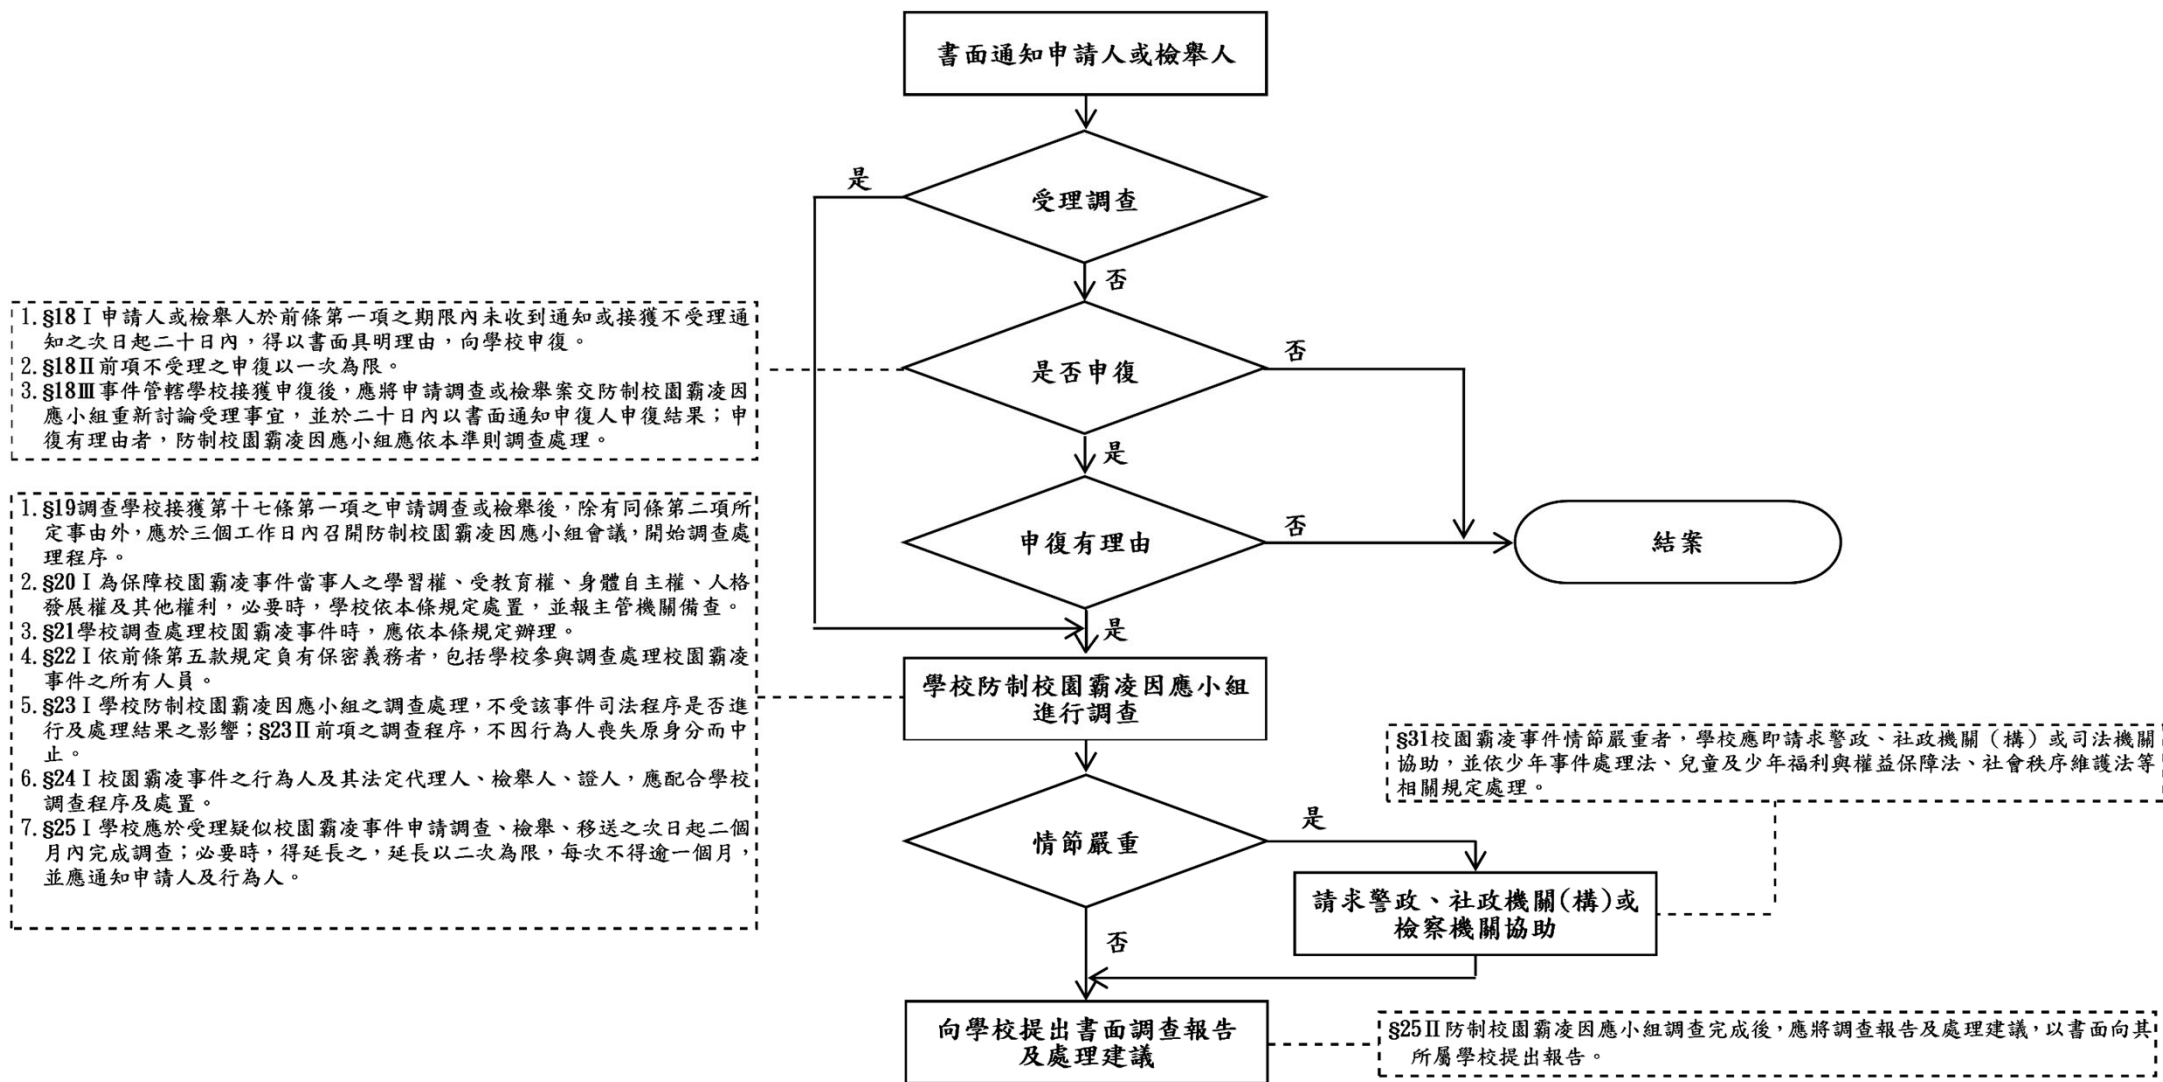 書面通知申請人或檢舉人
受理調查
是
否
1. §18Ⅰ申請人或檢舉人於前條第一項之期限內未收到通知或接獲不受理通
知之次日起二十日內，得以書面具明理由，向學校申復。
2. §18Ⅱ前項不受理之申復以一次為限。
3. §18Ⅲ事件管轄學校接獲申復後，應將申請調查或檢舉案交防制校園霸凌因
應小組重新討論受理事宜，並於二十日內以書面通知申復人申復結果；申
復有理由者，防制校園霸凌因應小組應依本準則調查處理。
是否申復
否
是
申復有理由
否
結案
是
1. §19調查學校接獲第十七條第一項之申請調查或檢舉後，除有同條第二項所
定事由外，應於三個工作日內召開防制校園霸凌因應小組會議，開始調查處
理程序。
2. §20Ⅰ為保障校園霸凌事件當事人之學習權、受教育權、身體自主權、人格
發展權及其他權利，必要時，學校依本條規定處置，並報主管機關備查。
3. §21學校調查處理校園霸凌事件時，應依本條規定辦理。
4. §22Ⅰ依前條第五款規定負有保密義務者，包括學校參與調查處理校園霸凌
事件之所有人員。
5. §23Ⅰ學校防制校園霸凌因應小組之調查處理，不受該事件司法程序是否進
行及處理結果之影響；§23Ⅱ前項之調查程序，不因行為人喪失原身分而中
止。
6. §24Ⅰ校園霸凌事件之行為人及其法定代理人、檢舉人、證人，應配合學校
調查程序及處置。
7. §25Ⅰ學校應於受理疑似校園霸凌事件申請調查、檢舉、移送之次日起二個
月內完成調查；必要時，得延長之，延長以二次為限，每次不得逾一個月，
並應通知申請人及行為人。
學校防制校園霸凌因應小組
進行調查
情節嚴重
是
否
§31校園霸凌事件情節嚴重者，學校應即請求警政、社政機關（構）或司法機關
協助，並依少年事件處理法、兒童及少年福利與權益保障法、社會秩序維護法等
相關規定處理。
請求警政、社政機關(構)或
檢察機關協助
向學校提出書面調查報告
及處理建議
§25Ⅱ防制校園霸凌因應小組調查完成後，應將調查報告及處理建議，以書面向其
所屬學校提出報告。